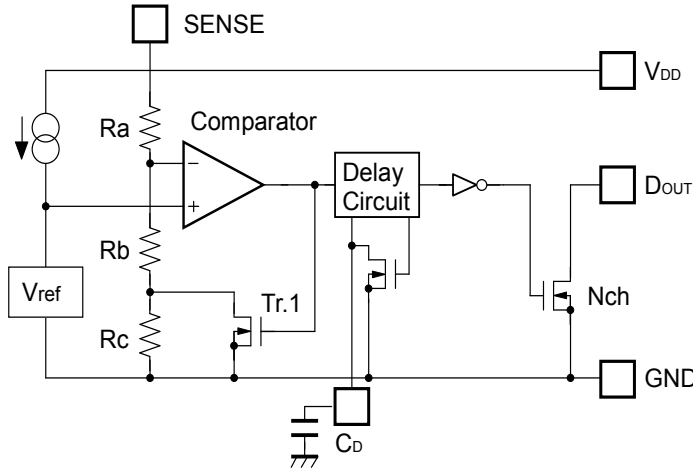 SENSE
VDD
Ra
Comparator
−
+
Delay
Circuit
DOUT
Rb
Vref
Tr.1
Nch
Rc
GND
CD